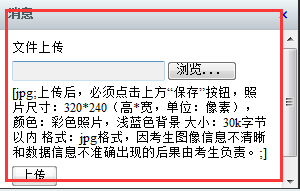 消息
文件上传
浏览...
[jpg;上传后，必须点击上方“保存”按钮，照
片尺寸：320*240（高*宽，单位：像素），
颜色：彩色照片，浅蓝色背景 大小：30k字节
以内 格式：jpg格式，因考生图像信息不清晰
和数据信息不准确出现的后果由考生负责。;]
上传